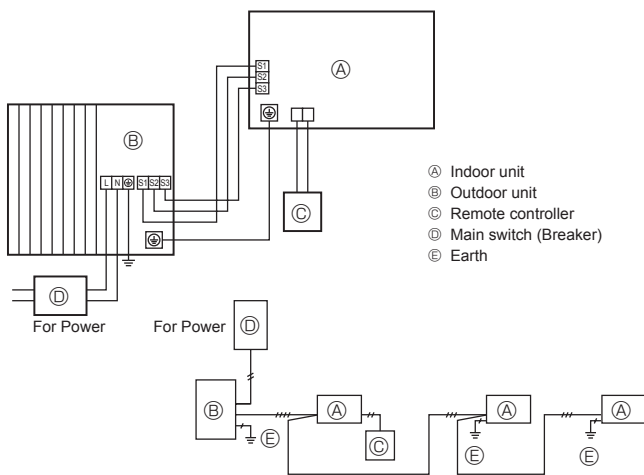 S1
S2
S3
Ⓐ
Ⓑ
L N S1 S2 S3
Ⓒ
Ⓐ Indoor unit
Ⓑ Outdoor unit
Ⓒ Remote controller
Ⓓ Main switch (Breaker)
Ⓔ Earth
Ⓓ
For Power
For Power Ⓓ
Ⓑ Ⓐ Ⓐ Ⓐ
Ⓔ Ⓒ Ⓔ Ⓔ